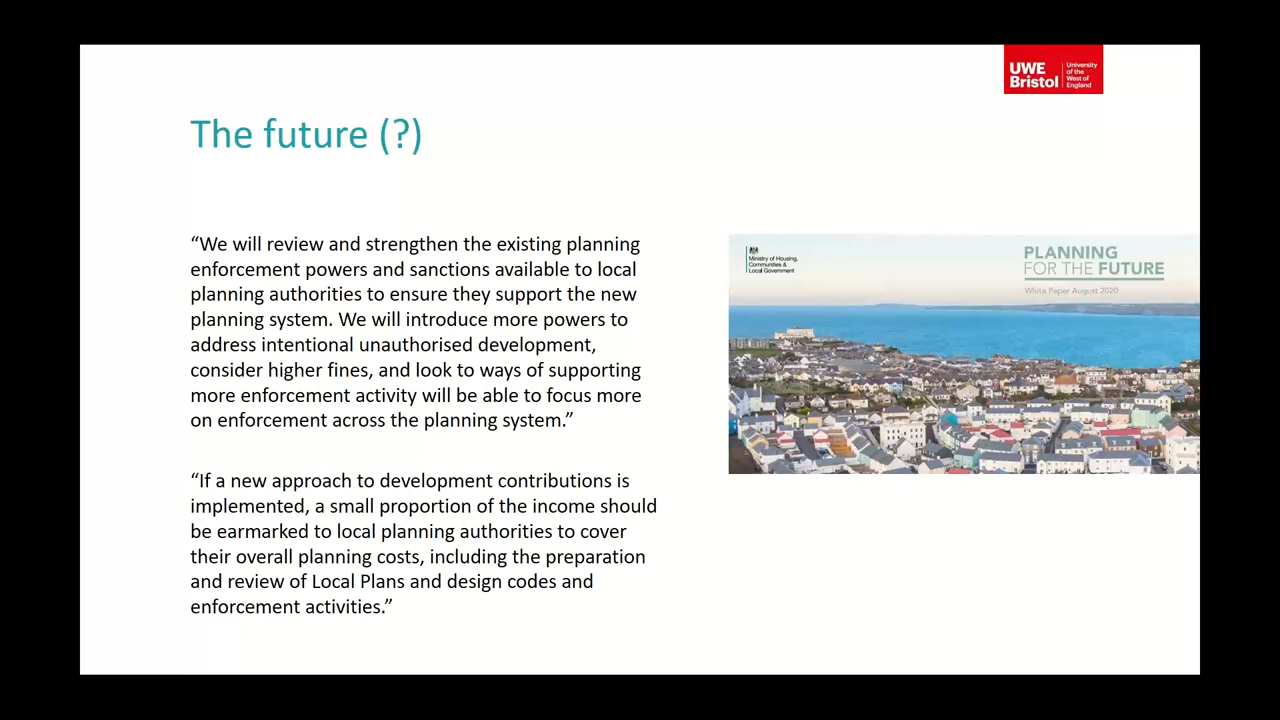 UWE
Bristol
University
of the
West of
England
The future (?)
“We will review and strengthen the existing planning
enforcement powers and sanctions available to local
planning authorities to ensure they support the new
planning system. We will introduce more powers to
address intentional unauthorised development,
consider higher fines, and look to ways of supporting
more enforcement activity will be able to focus more
on enforcement across the planning system.”
“If a new approach to development contributions is
implemented, a small proportion of the income should
be earmarked to local planning authorities to cover
their overall planning costs, including the preparation
and review of Local Plans and design codes and
enforcement activities.”
Ministry of Housing,
Communities &
Local Government
PLANNING
FOR THE FUTURE
White Paper August 2020